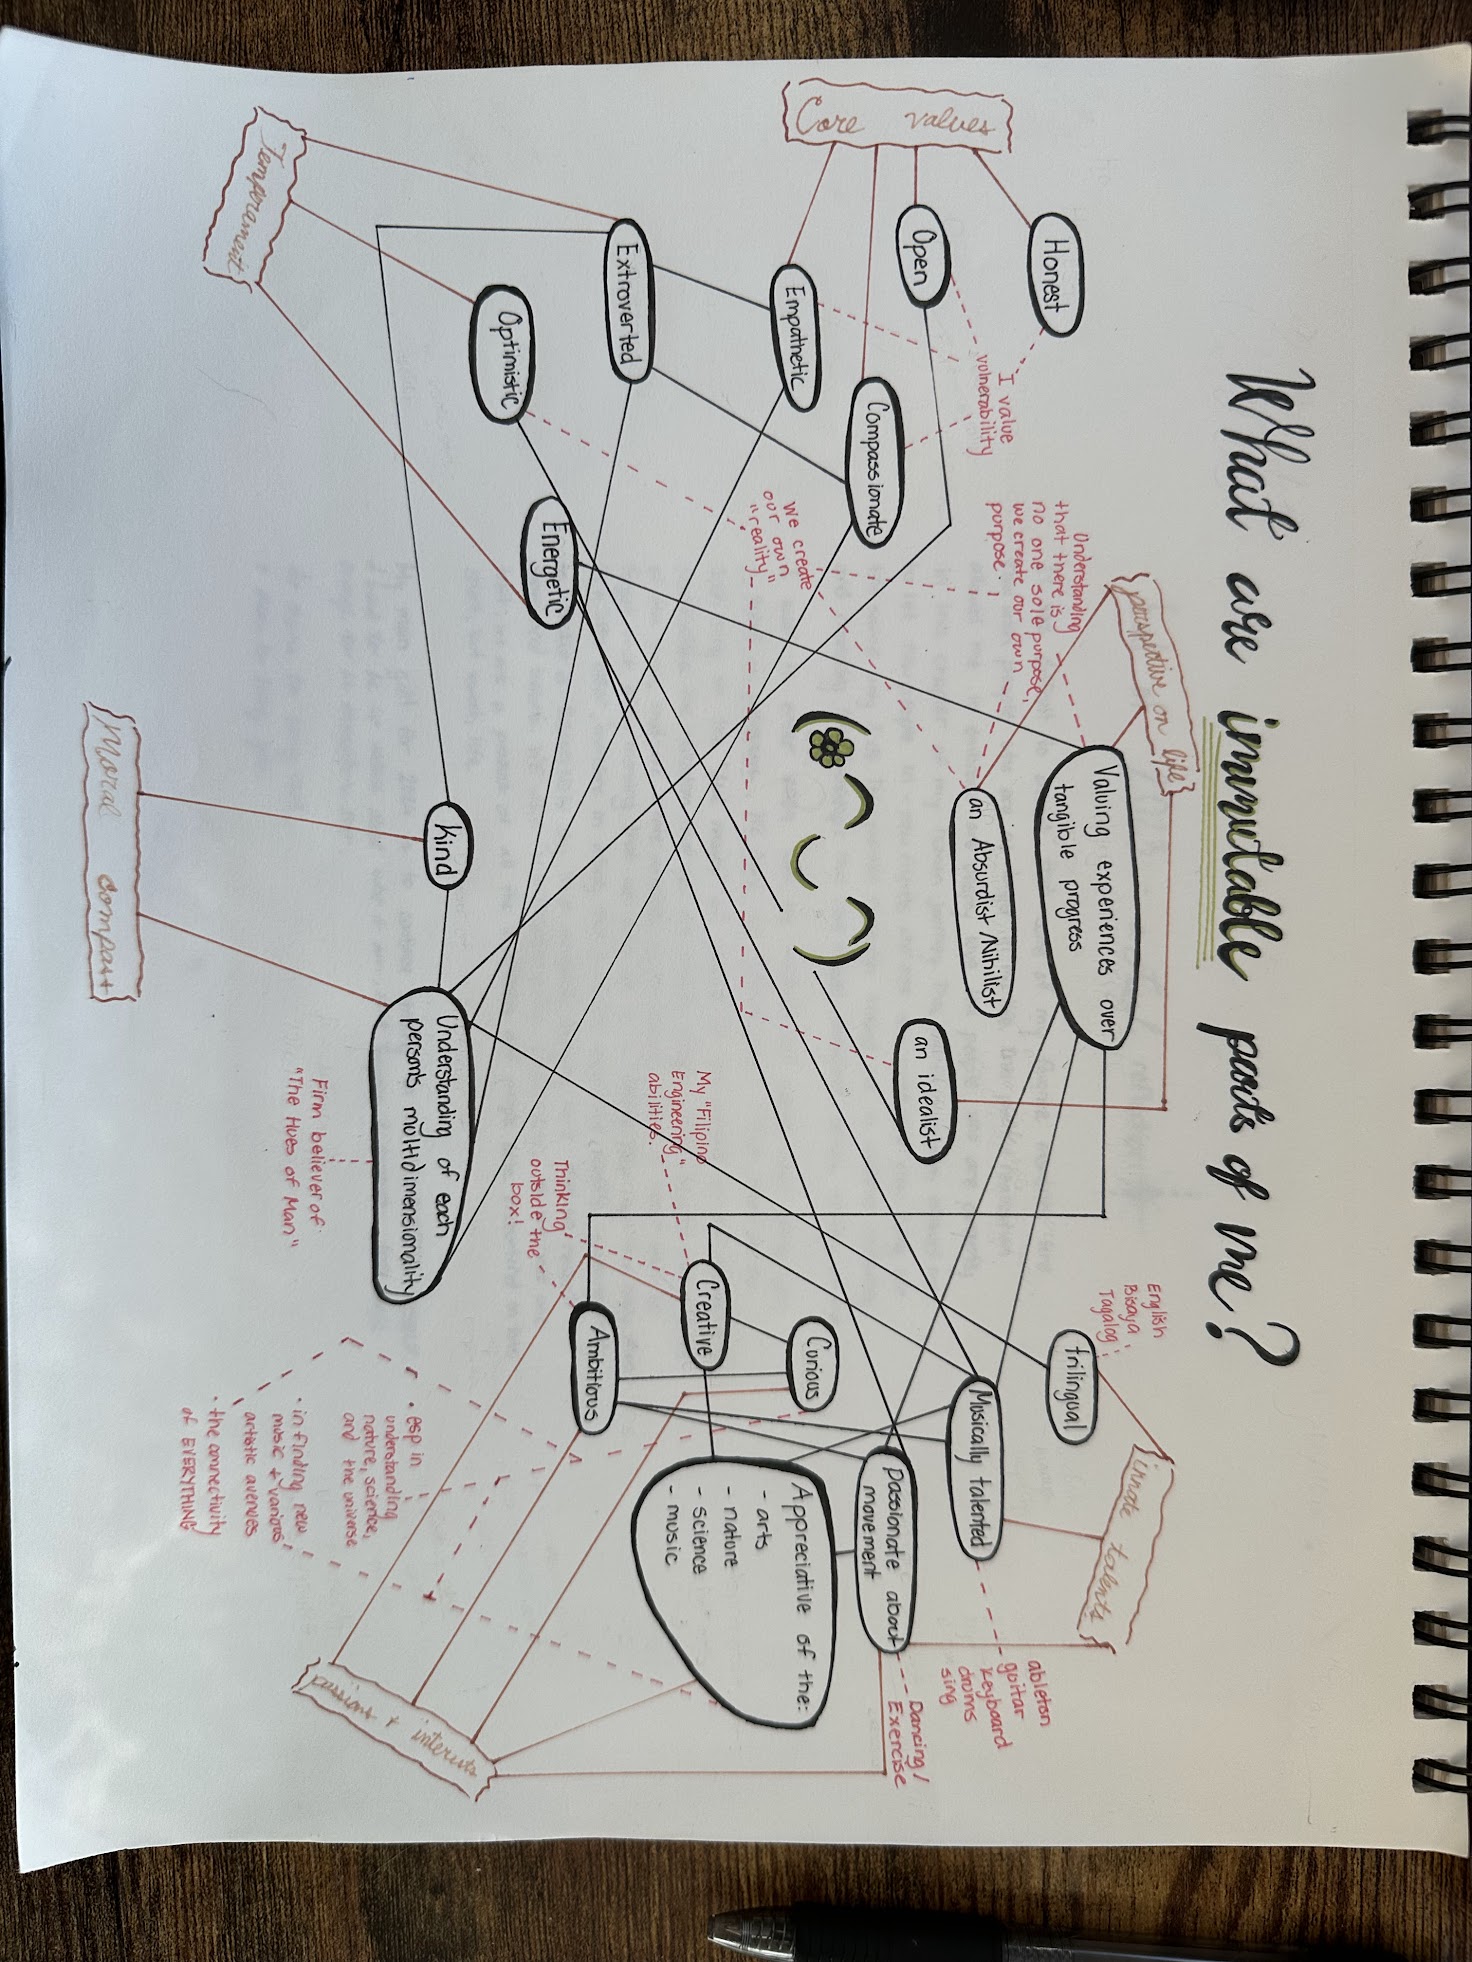 What are immutable parts of me?
perspective on life
innate talents
Core values
Temperament
Moral compass
passions + interests
Valuing experiences over
tangible progress
an Absurdist/Nihilist
an idealist
Understanding
that there is
no one sole purpose,
we create our own
purpose.
Honest
I value
vulnerability
Open
Compassionate
Empathetic
We create
our own
"reality"
Extroverted
Energetic
Optimistic
Kind
Understanding of each
person's multidimensionality
Firm believer of
"The Hues of Man"
English
Bisaya
Tagalog
trilingual
Musically talented
ableton
guitar
keyboard
drums
sing
passionate about
movement
Dancing/
Exercise
Curious
Appreciative of the:
- arts
- nature
- science
- music
Creative
My "Filipino
Engineering"
abilities.
Ambitious
Thinking
outside the
box!
• esp in
understanding
nature, science,
and the universe
• in finding new
music + various
artistic avenues
• the connectivity
of EVERYTHING